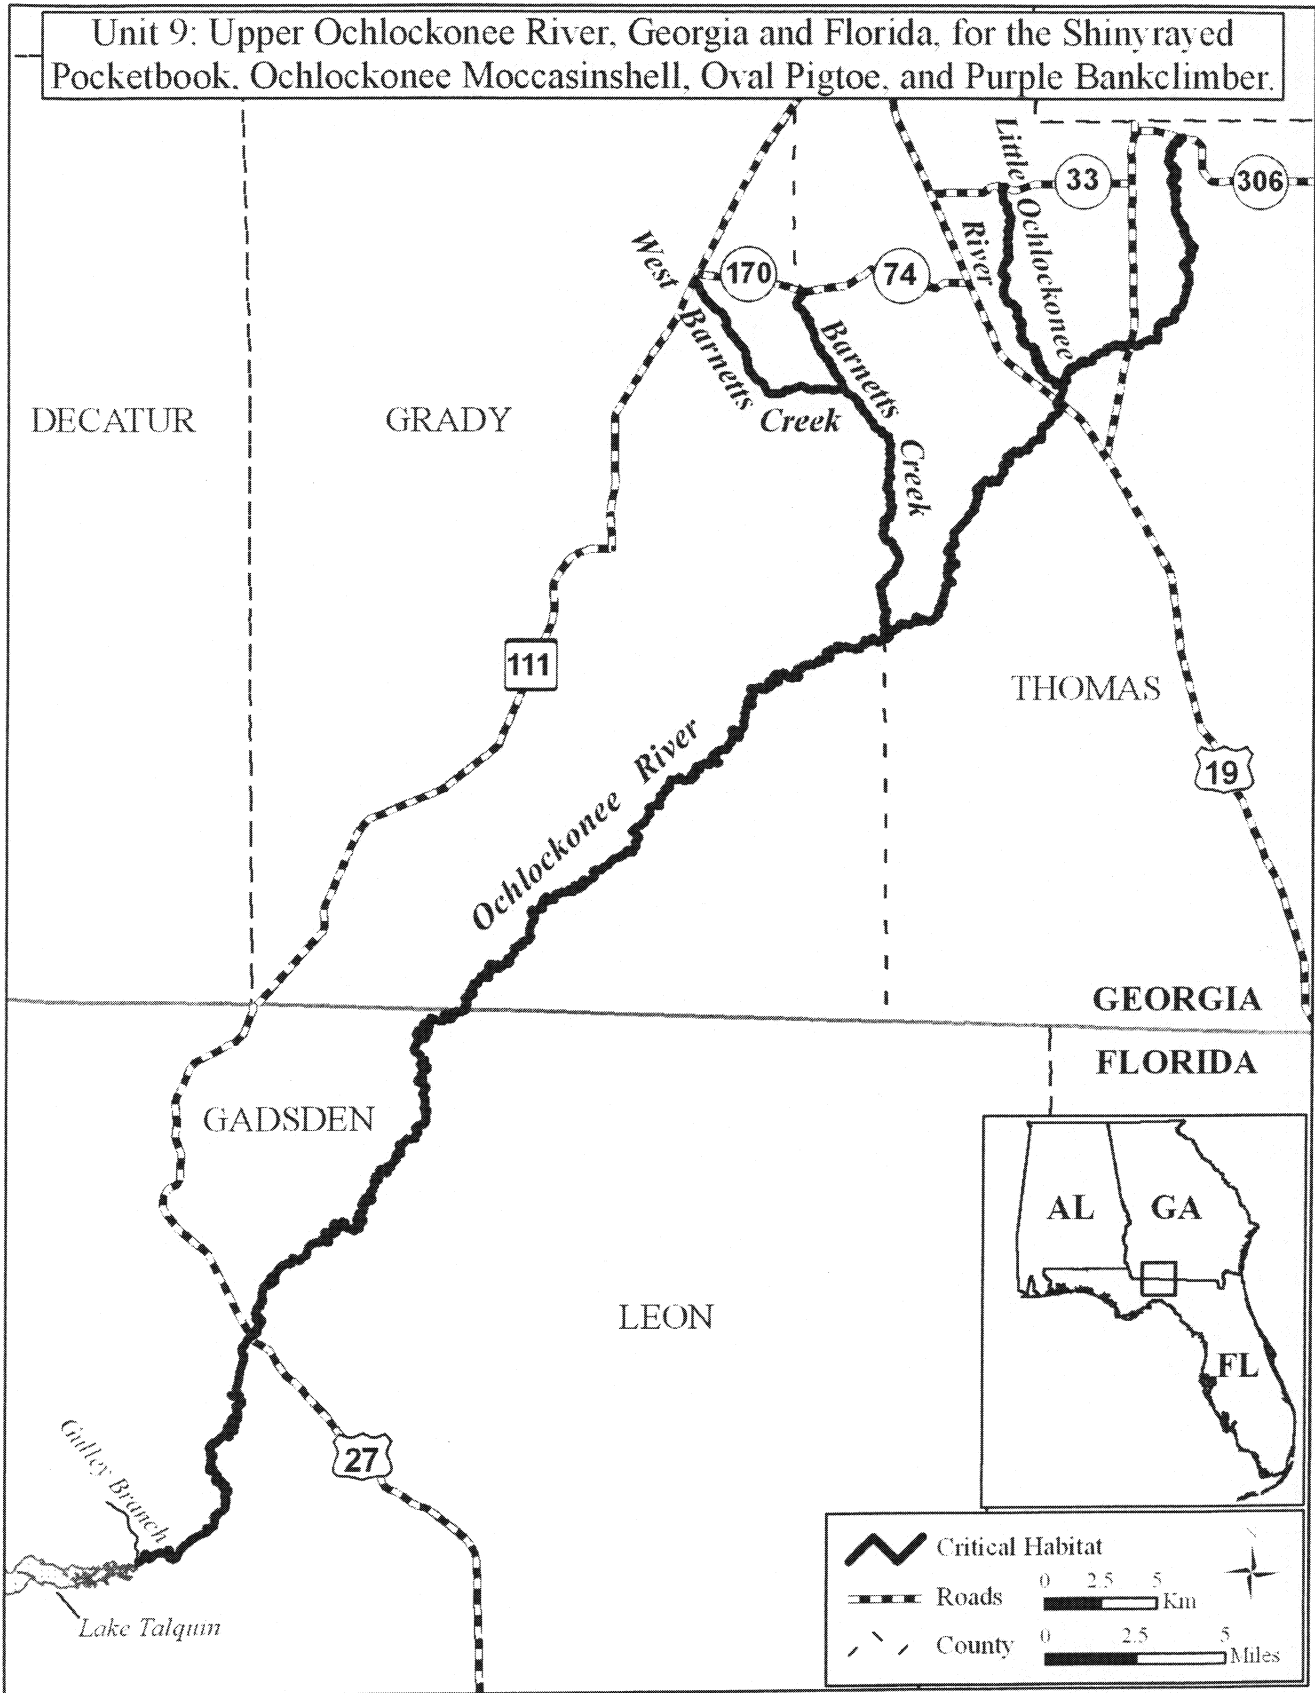 Unit 9: Upper Ochlockonee River, Georgia and Florida, for the Shinyrayed
Pocketbook, Ochlockonee Moccasinshell, Oval Pigtoe, and Purple Bankclimber.
Little Ochlockonee
River
33
306
West
170
74
Barnetts
Creek
Barnetts
Creek
DECATUR
GRADY
111
THOMAS
19
Ochlockonee River
GEORGIA
FLORIDA
GADSDEN
AL
GA
FL
LEON
27
Gulley Branch
Lake Talquin
Critical Habitat
Roads
County
0 2.5 5
Km
0 2.5 5
Miles